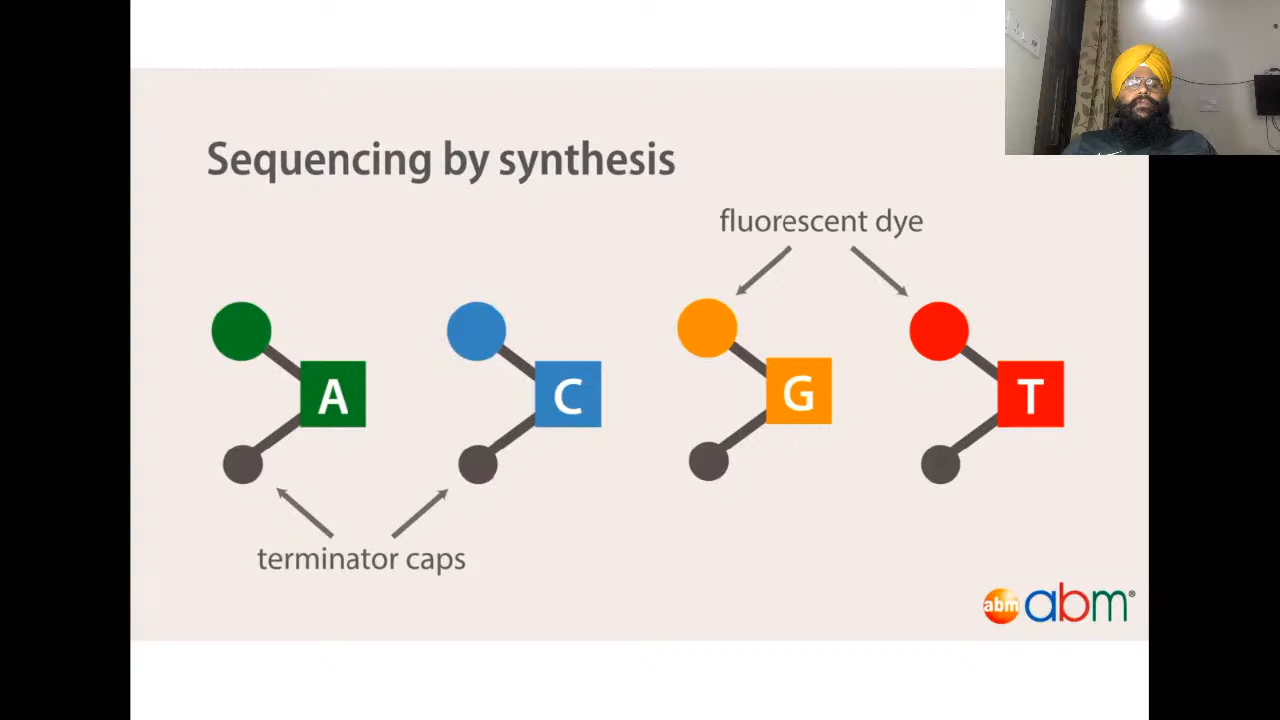 Sequencing by synthesis
fluorescent dye
A C G T
terminator caps
abm abm®